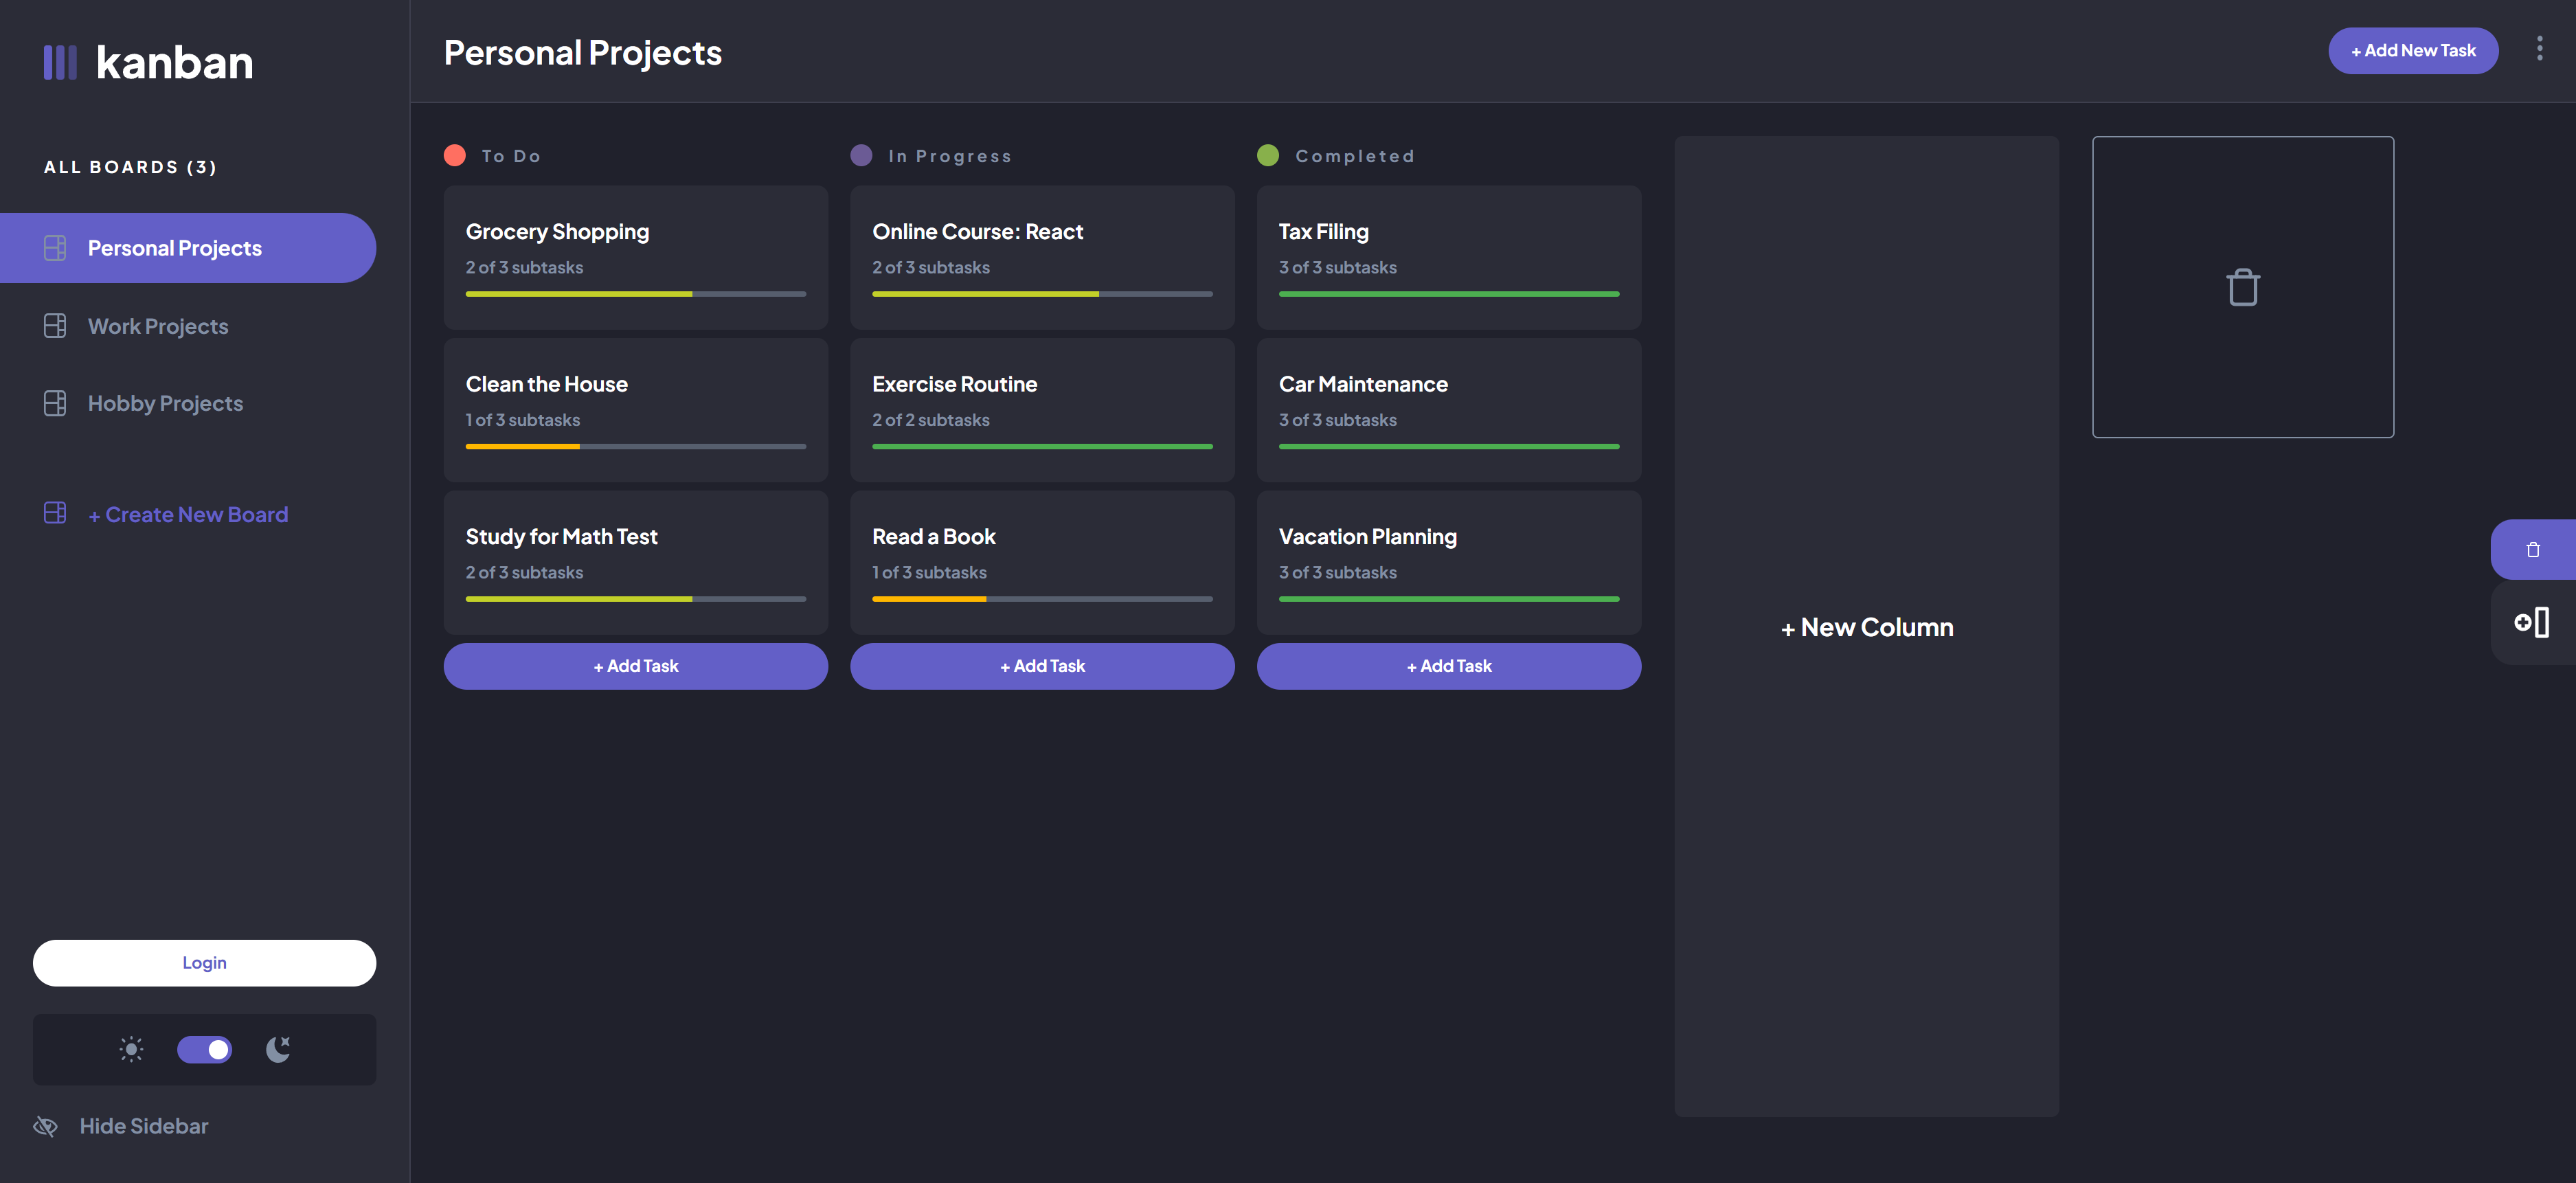 kanban
ALL BOARDS (3)
Personal Projects
Work Projects
Hobby Projects
+ Create New Board
Login
Hide Sidebar
Personal Projects
+ Add New Task
To Do
Grocery Shopping
2 of 3 subtasks
Clean the House
1 of 3 subtasks
Study for Math Test
2 of 3 subtasks
+ Add Task
In Progress
Online Course: React
2 of 3 subtasks
Exercise Routine
2 of 2 subtasks
Read a Book
1 of 3 subtasks
+ Add Task
Completed
Tax Filing
3 of 3 subtasks
Car Maintenance
3 of 3 subtasks
Vacation Planning
3 of 3 subtasks
+ Add Task
+ New Column